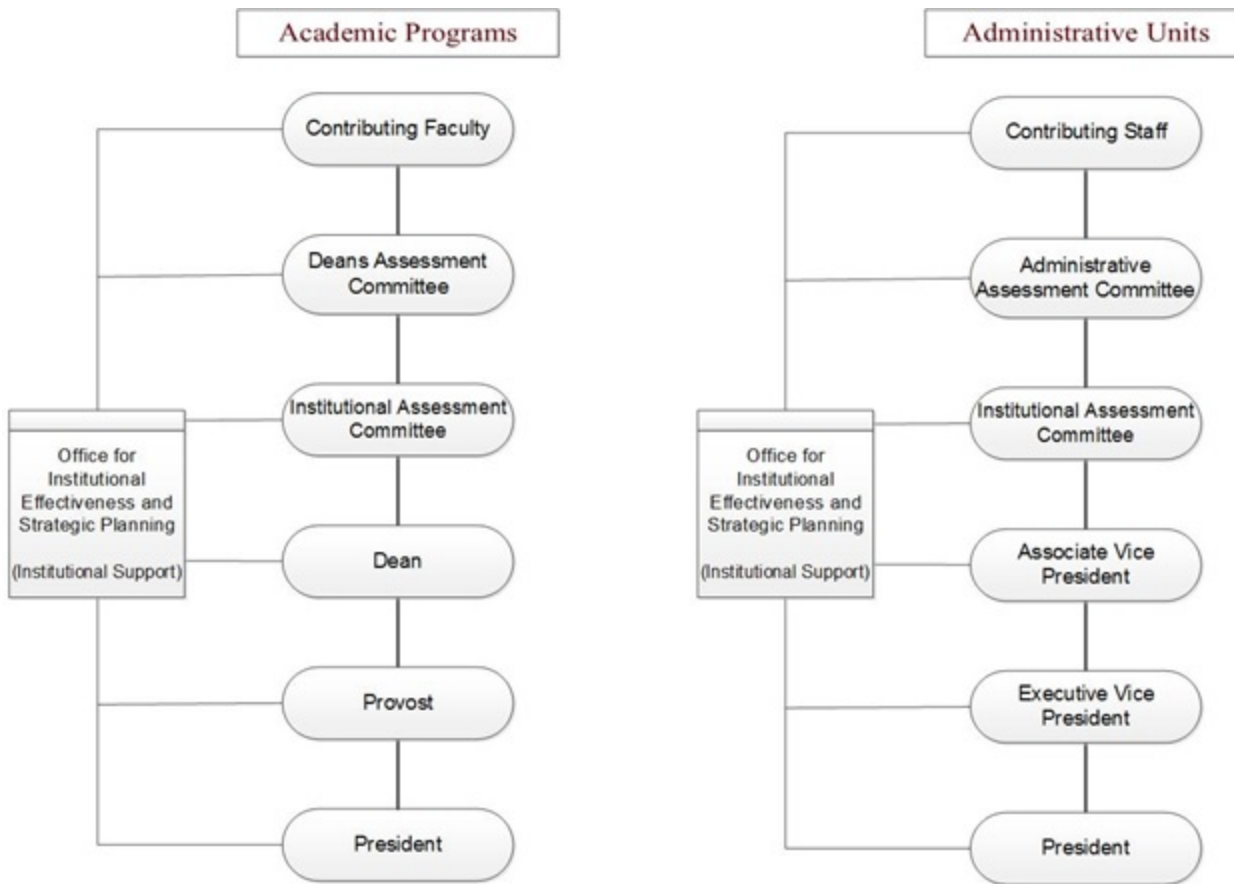 Academic Programs
Contributing Faculty
Deans Assessment
Committee
Institutional Assessment
Committee
Office for
Institutional
Effectiveness and
Strategic Planning
(Institutional Support)
Dean
Provost
President
Administrative Units
Contributing Staff
Administrative
Assessment Committee
Institutional Assessment
Committee
Office for
Institutional
Effectiveness and
Strategic Planning
(Institutional Support)
Associate Vice
President
Executive Vice
President
President